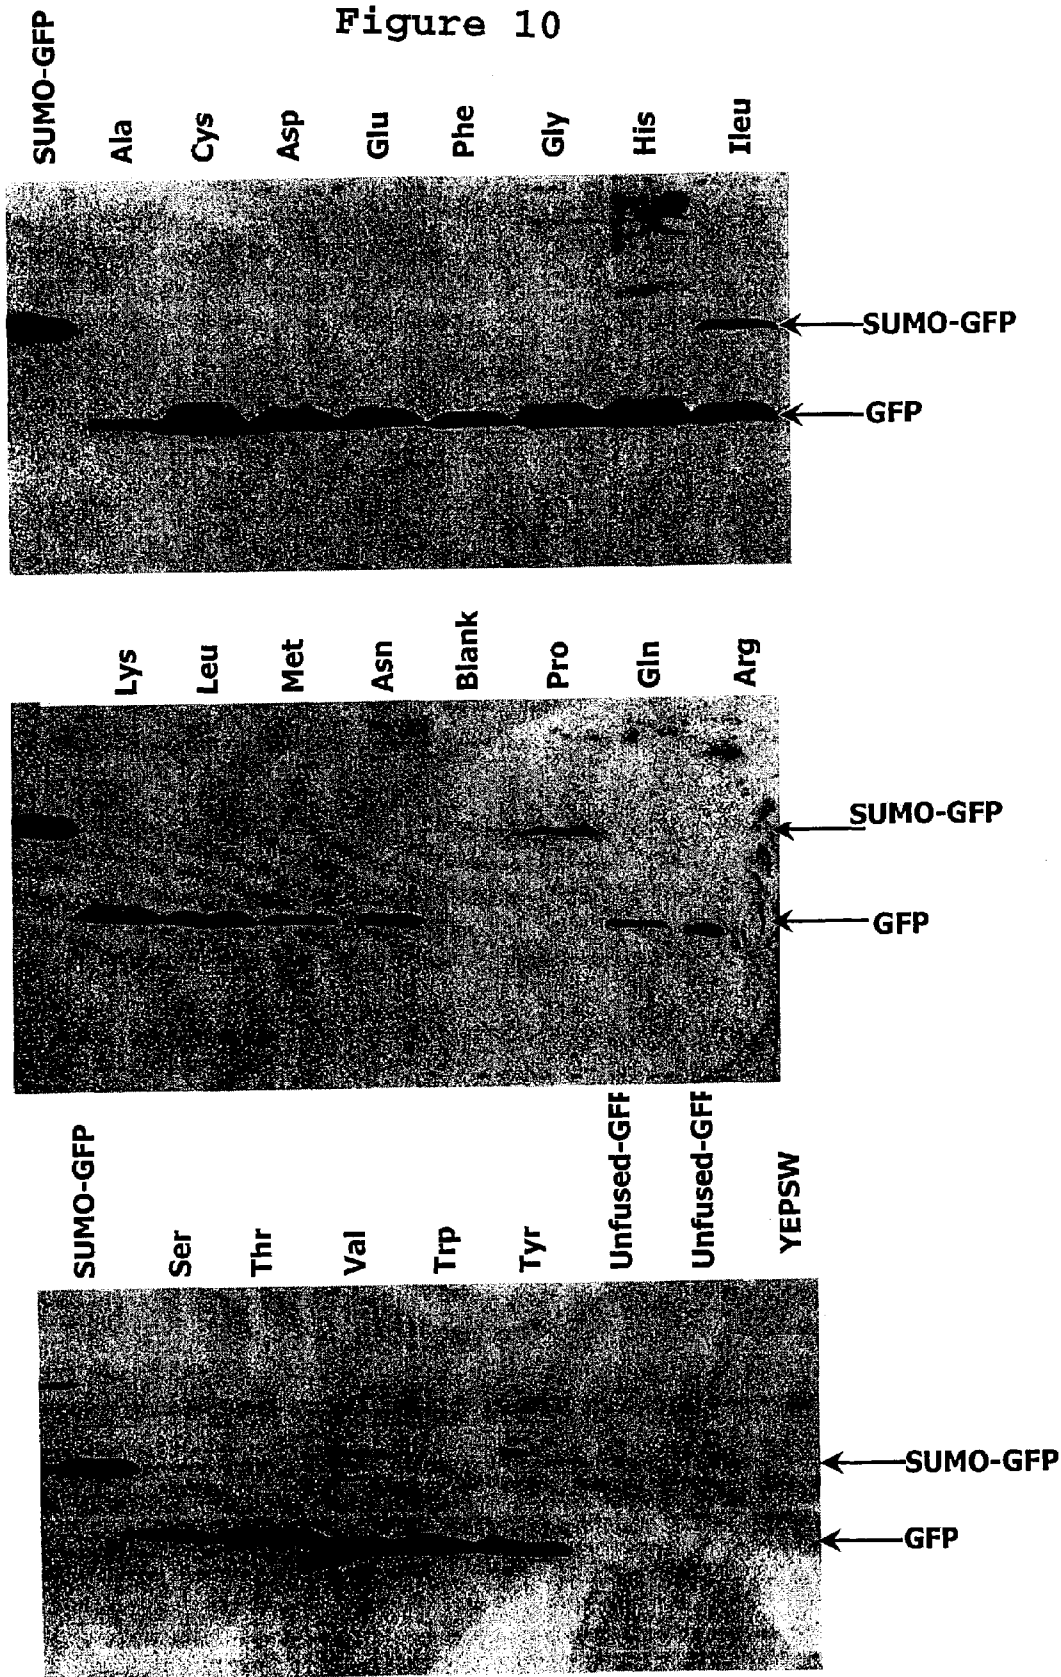 Figure 10
SUMO-GFP
Ala
Cys
Asp
Glu
Phe
Gly
His
Ileu
SUMO-GFP
GFP
Lys
Leu
Met
Asn
Blank
Pro
Gln
Arg
SUMO-GFP
GFP
SUMO-GFP
Ser
Thr
Val
Trp
Tyr
Unfused-GFP
Unfused-GFP
YEPSW
SUMO-GFP
GFP